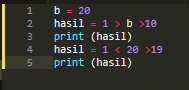 1 b = 20
2 hasil = 1 > b >10
3 print (hasil)
4 hasil = 1 < 20 >19
5 print (hasil)